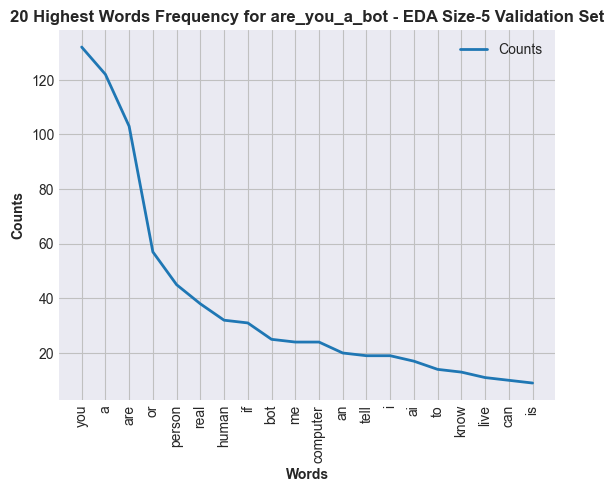 20 Highest Words Frequency for are_you_a_bot - EDA Size-5 Validation Set
Counts
120
100
80
60
40
20
Counts
you a are or person real human if bot me computer an tell i ai to know live can is
Words